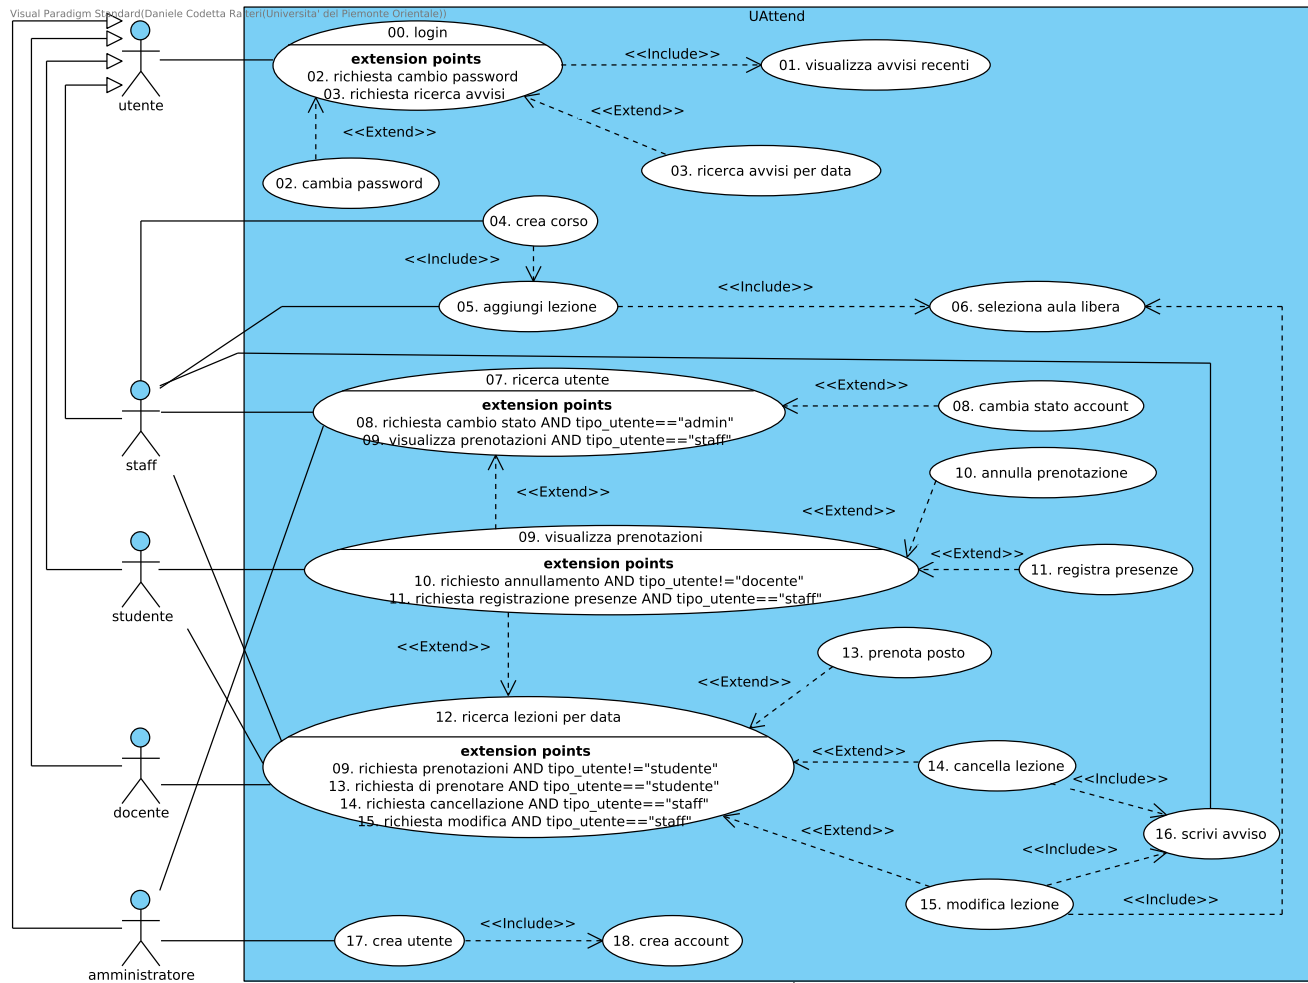 Visual Paradigm Standard(Daniele Codetta Raiteri(Universita' del Piemonte Orientale))
UAttend
utente
00. login
extension points
02. richiesta cambio password
03. richiesta ricerca avvisi
<<Include>>
01. visualizza avvisi recenti
<<Extend>>
<<Extend>>
02. cambia password
03. ricerca avvisi per data
04. crea corso
<<Include>>
05. aggiungi lezione
<<Include>>
06. seleziona aula libera
staff
07. ricerca utente
extension points
08. richiesta cambio stato AND tipo_utente=="admin"
09. visualizza prenotazioni AND tipo_utente=="staff"
<<Extend>>
08. cambia stato account
<<Extend>>
10. annulla prenotazione
<<Extend>>
studente
09. visualizza prenotazioni
extension points
10. richiesto annullamento AND tipo_utente!="docente"
11. richiesta registrazione presenze AND tipo_utente=="staff"
<<Extend>>
11. registra presenze
<<Extend>>
13. prenota posto
<<Extend>>
docente
12. ricerca lezioni per data
extension points
09. richiesta prenotazioni AND tipo_utente!="studente"
13. richiesta di prenotare AND tipo_utente=="studente"
14. richiesta cancellazione AND tipo_utente=="staff"
15. richiesta modifica AND tipo_utente=="staff"
<<Extend>>
14. cancella lezione
<<Include>>
<<Extend>>
16. scrivi avviso
<<Include>>
15. modifica lezione
<<Include>>
amministratore
17. crea utente
<<Include>>
18. crea account